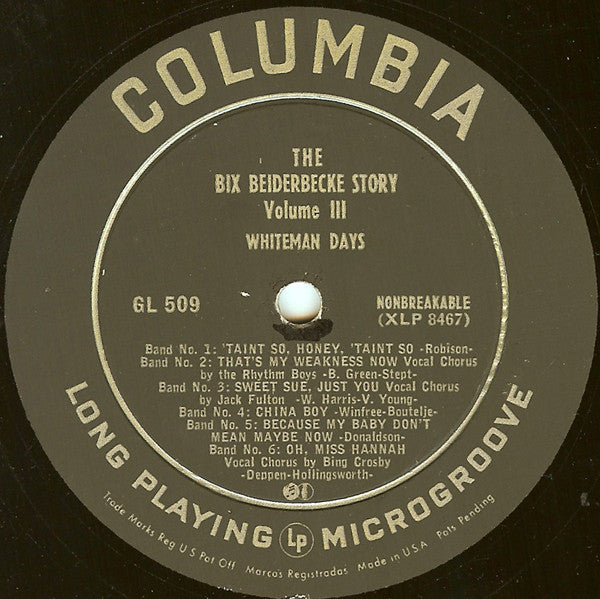 COLUMBIA
THE
BIX BEIDERBECKE STORY
Volume III
WHITEMAN DAYS
GL 509
NONBREAKABLE
(XLP 8467)
Band No. 1: 'TAINT SO, HONEY, 'TAINT SO -Robison-
Band No. 2: THAT'S MY WEAKNESS NOW Vocal Chorus
by the Rhythm Boys -B. Green-Stept-
Band No. 3: SWEET SUE, JUST YOU Vocal Chorus
by Jack Fulton -W. Harris-V. Young-
Band No. 4: CHINA BOY -Winfree-Boutelje-
Band No. 5: BECAUSE MY BABY DON'T
MEAN MAYBE NOW -Donaldson-
Band No. 6: OH, MISS HANNAH
Vocal Chorus by Bing Crosby
-Deppen-Hollingsworth-
LONG PLAYING Lp MICROGROOVE
Trade Marks Reg U S Pat Off Marcas Registradas Made in U S A Pats Pending